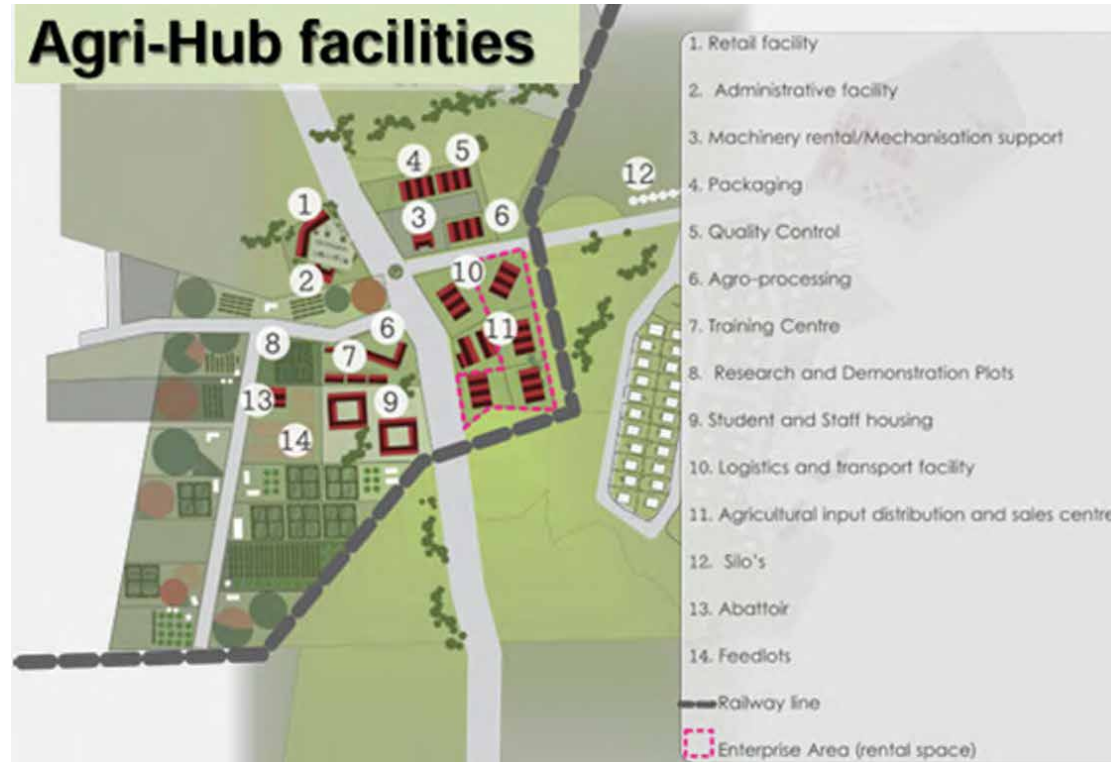 Agri-Hub facilities
1. Retail facility
2. Administrative facility
3. Machinery rental/Mechanisation support
4. Packaging
5. Quality Control
6. Agro-processing
7. Training Centre
8. Research and Demonstration Plots
9. Student and Staff housing
10. Logistics and transport facility
11. Agricultural input distribution and sales centre
12. Silo's
13. Abattoir
14. Feedlots
Railway line
Enterprise Area (rental space)
5
4
12
1
3
6
2
10
6
11
8
7
13
9
14